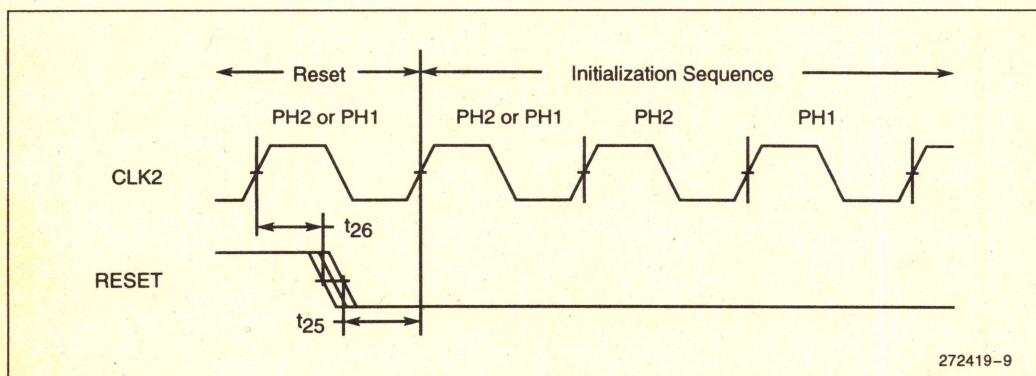 Reset
Initialization Sequence
PH2 or PH1
PH2 or PH1
PH2
PH1
CLK2
t26
RESET
t25
272419–9